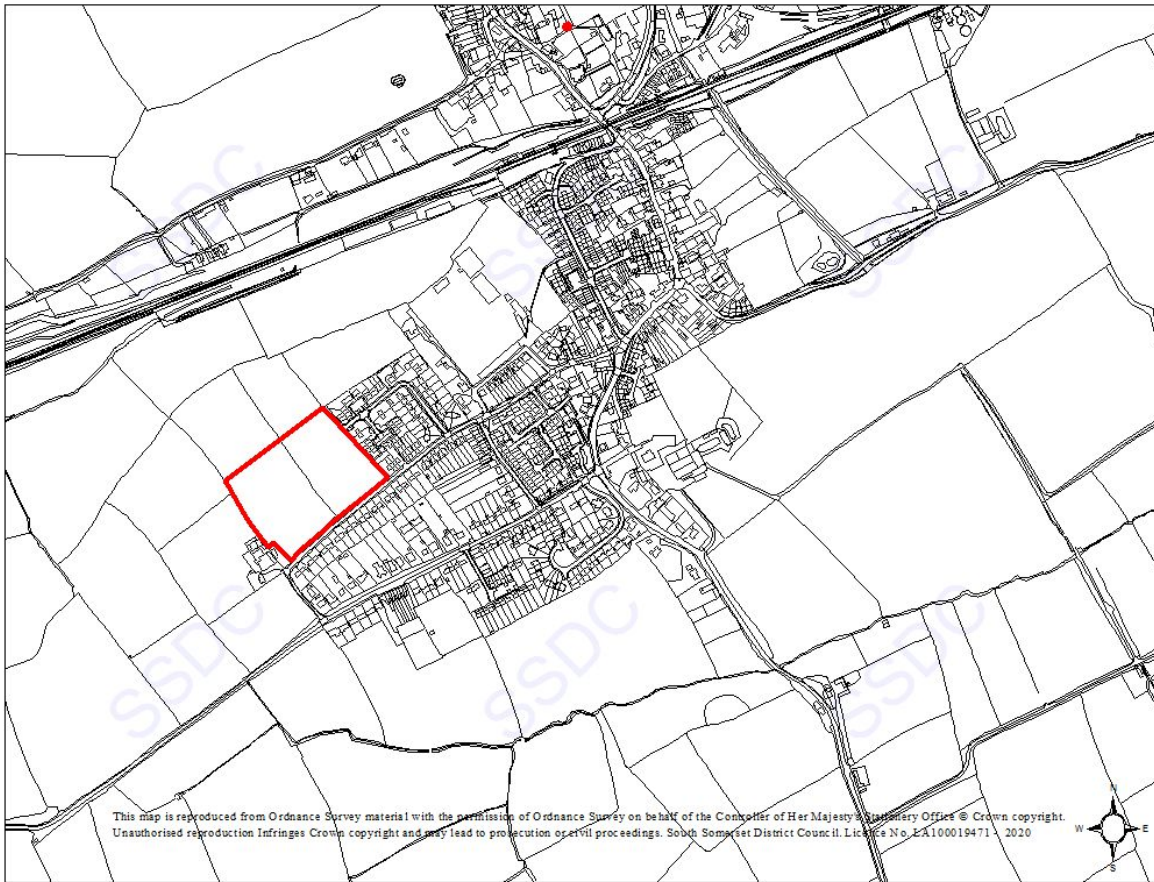 SSDC
SSDC
SSDC
SSDC
SSDC
SSDC
This map is reproduced from Ordnance Survey material with the permission of Ordnance Survey on behalf of the Controller of Her Majesty's Stationery Office © Crown copyright.
Unauthorised reproduction Infringes Crown copyright and may lead to prosecution or civil proceedings. South Somerset District Council. Licence No. LA100019471 - 2020
N
W E
S